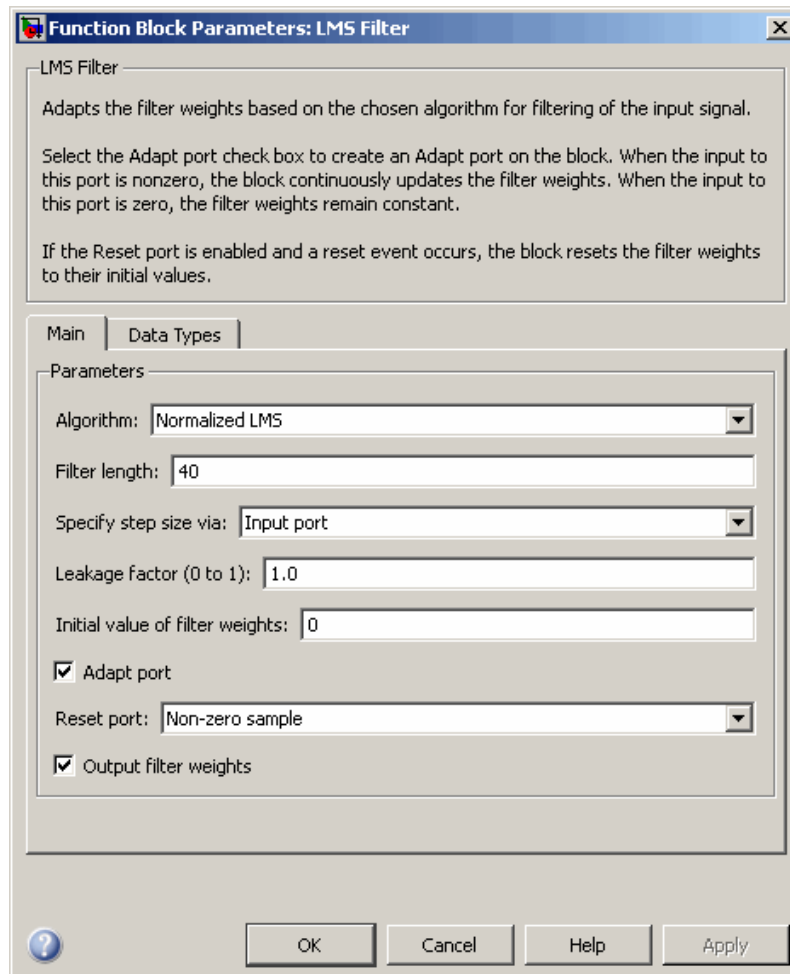 Function Block Parameters: LMS Filter
LMS Filter
Adapts the filter weights based on the chosen algorithm for filtering of the input signal.
Select the Adapt port check box to create an Adapt port on the block. When the input to
this port is nonzero, the block continuously updates the filter weights. When the input to
this port is zero, the filter weights remain constant.
If the Reset port is enabled and a reset event occurs, the block resets the filter weights
to their initial values.
Main Data Types
Parameters
Algorithm: Normalized LMS
Filter length: 40
Specify step size via: Input port
Leakage factor (0 to 1): 1.0
Initial value of filter weights: 0
Adapt port
Reset port: Non-zero sample
Output filter weights
? OK Cancel Help Apply